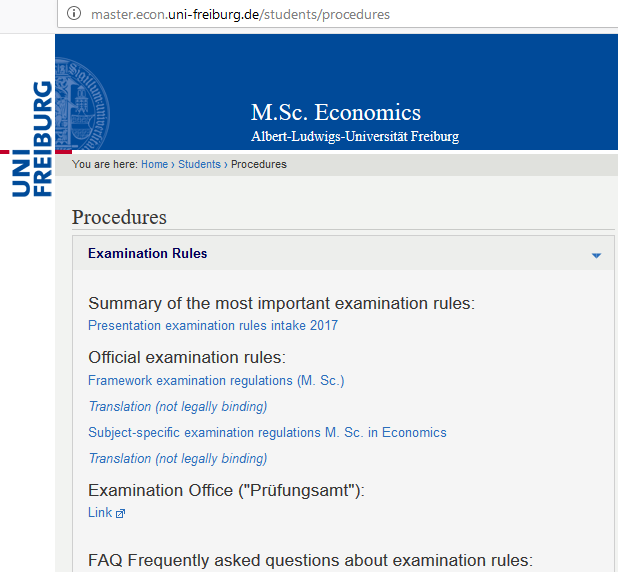 master.econ.uni-freiburg.de/students/procedures
UNI
FREIBURG
M.Sc. Economics
Albert-Ludwigs-Universität Freiburg
You are here: Home › Students › Procedures
Procedures
Examination Rules
Summary of the most important examination rules:
Presentation examination rules intake 2017
Official examination rules:
Framework examination regulations (M. Sc.)
Translation (not legally binding)
Subject-specific examination regulations M. Sc. in Economics
Translation (not legally binding)
Examination Office ("Prüfungsamt"):
Link
FAQ Frequently asked questions about examination rules: